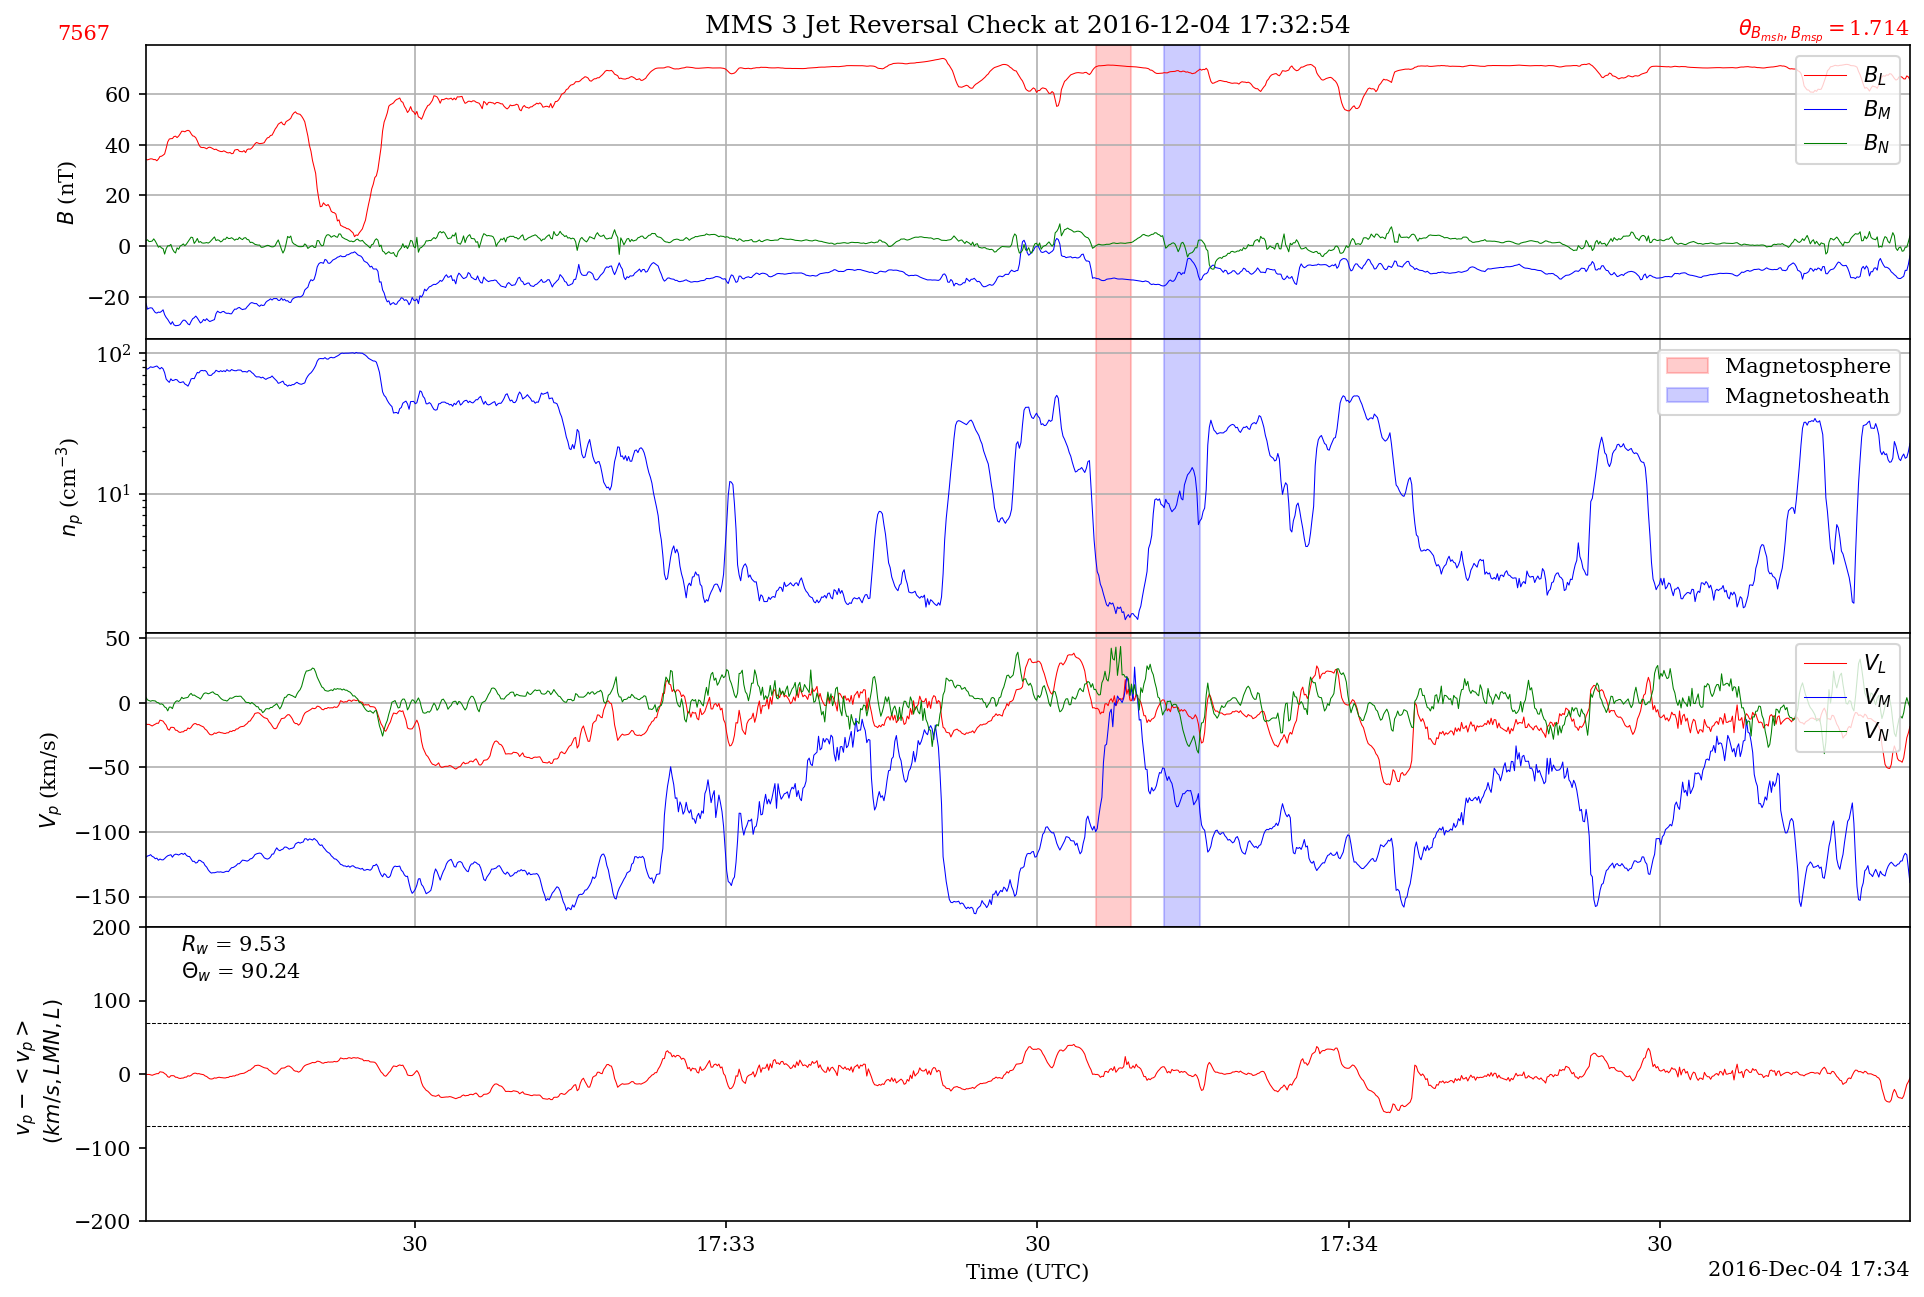 7567
MMS 3 Jet Reversal Check at 2016-12-04 17:32:54
θ_{B_{msh}, B_{msp}} = 1.714
B (nT)
60
40
20
0
−20
B_L
B_M
B_N
n_p (cm^{−3})
10^2
10^1
Magnetosphere
Magnetosheath
V_p (km/s)
50
0
−50
−100
−150
V_L
V_M
V_N
v_p − < v_p >
(km/s, LMN, L)
200
100
0
−100
−200
R_w = 9.53
Θ_w = 90.24
30
17:33
30
17:34
30
Time (UTC)
2016-Dec-04 17:34